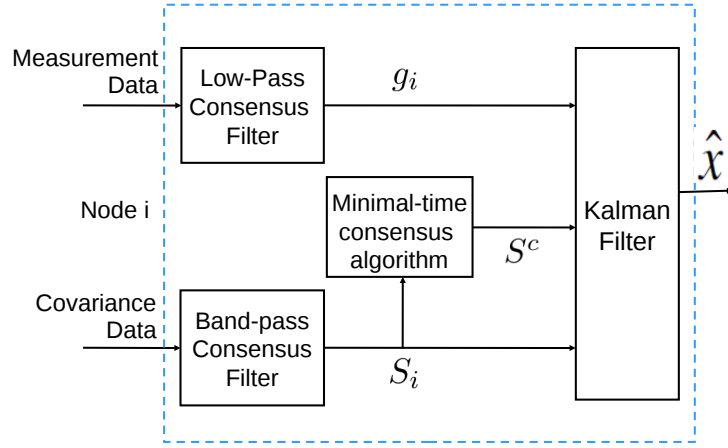 Measurement
Data
Low-Pass
Consensus
Filter
g_i
x̂
Node i
Minimal-time
consensus
algorithm
S^c
Kalman
Filter
Covariance
Data
Band-pass
Consensus
Filter
S_i